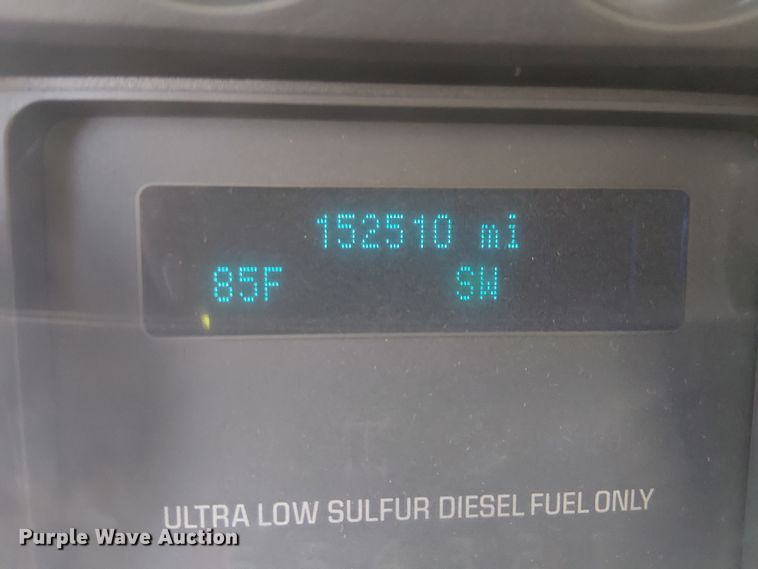 152510 mi
85F SW
ULTRA LOW SULFUR DIESEL FUEL ONLY
Purple Wave Auction